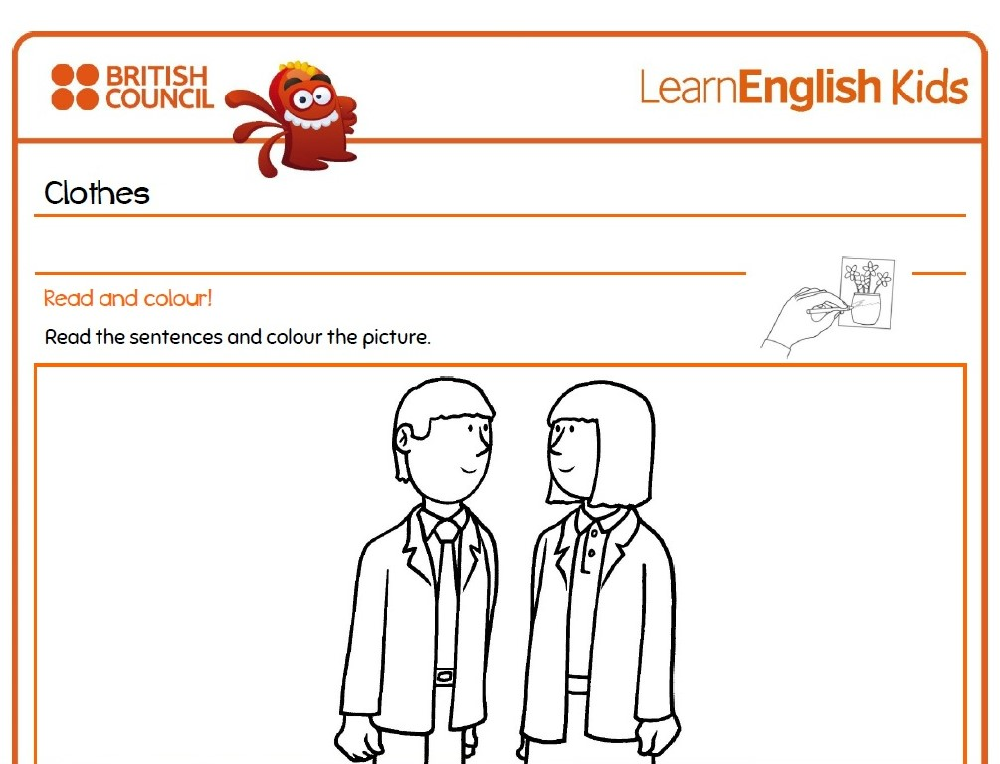 BRITISH
COUNCIL
LearnEnglish Kids
Clothes
Read and colour!
Read the sentences and colour the picture.